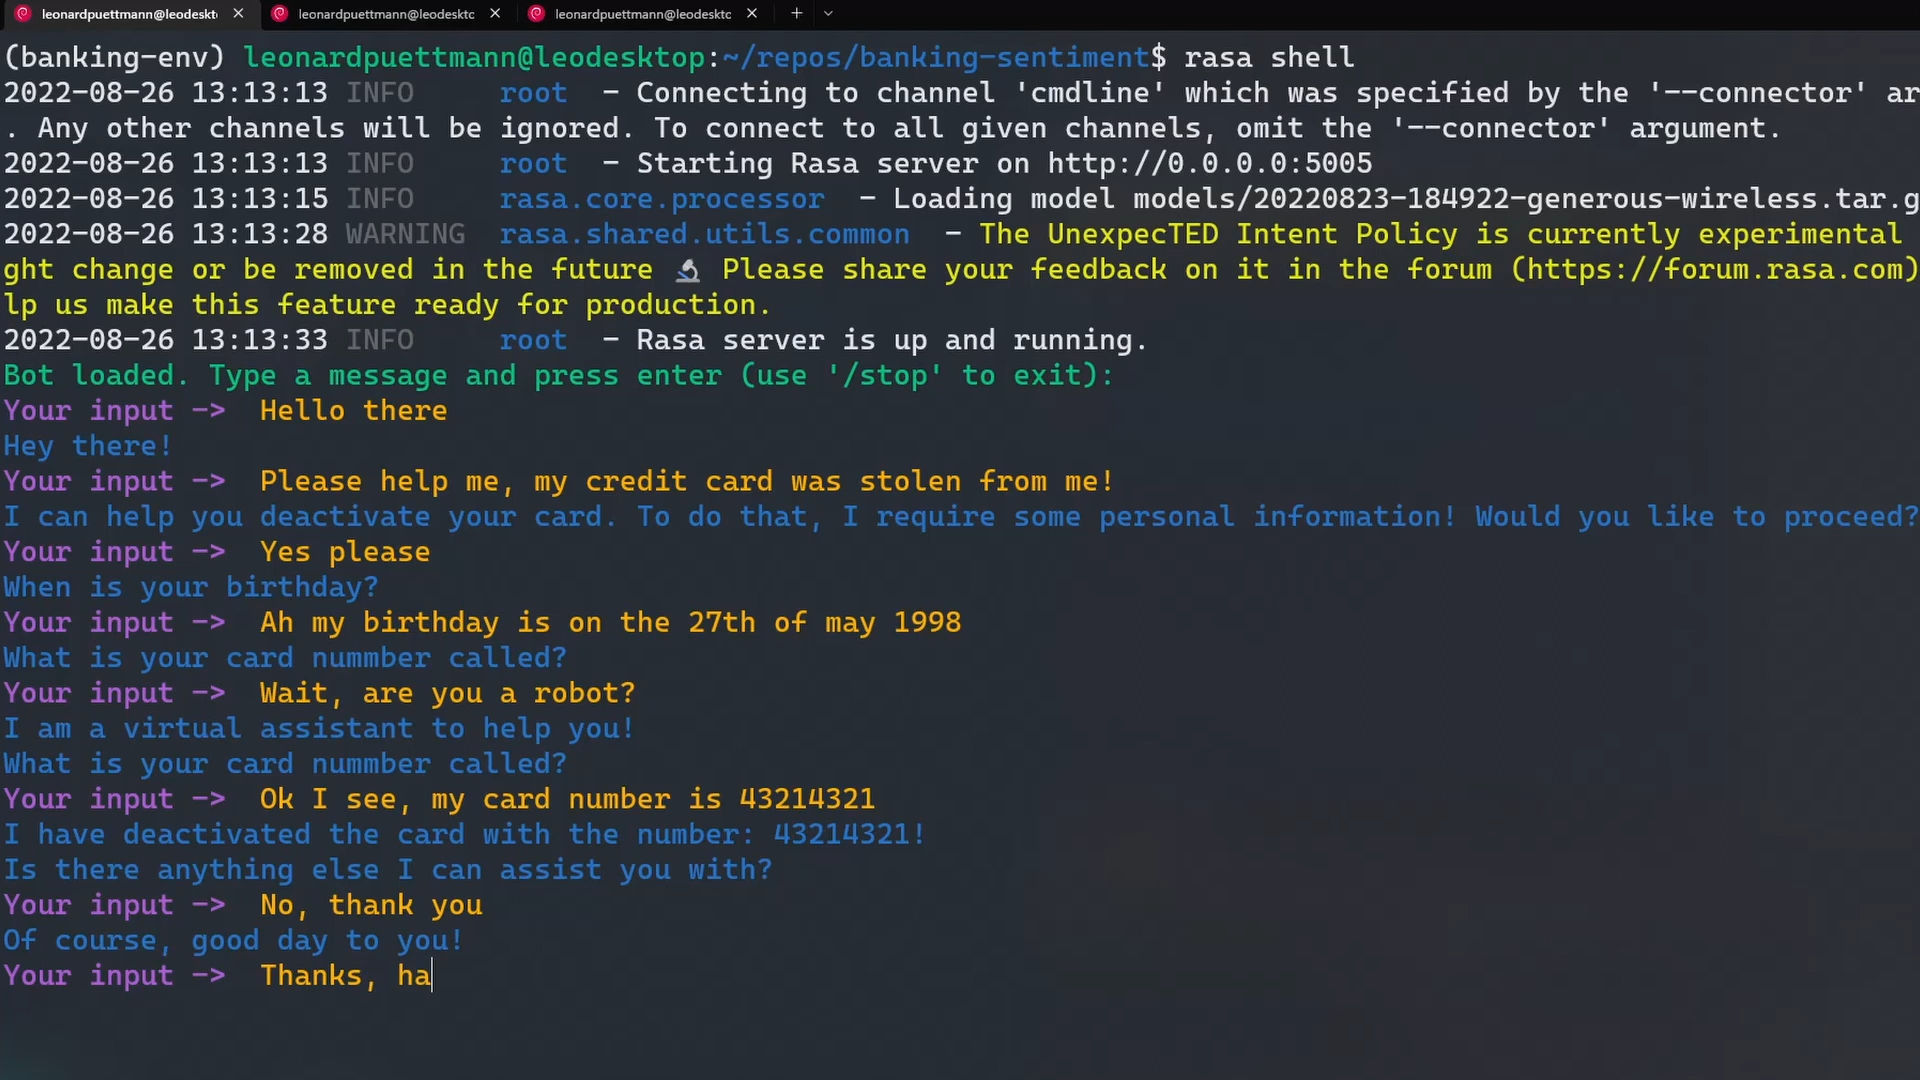 leonardpuettmann@leodeskt
leonardpuettmann@leodesktc
leonardpuettmann@leodesktc
(banking-env) leonardpuettmann@leodesktop:~/repos/banking-sentiment$ rasa shell
2022-08-26 13:13:13 INFO     root  - Connecting to channel 'cmdline' which was specified by the '--connector' ar
. Any other channels will be ignored. To connect to all given channels, omit the '--connector' argument.
2022-08-26 13:13:13 INFO     root  - Starting Rasa server on http://0.0.0.0:5005
2022-08-26 13:13:15 INFO     rasa.core.processor  - Loading model models/20220823-184922-generous-wireless.tar.g
2022-08-26 13:13:28 WARNING  rasa.shared.utils.common  - The UnexpecTED Intent Policy is currently experimental
ght change or be removed in the future 🔬 Please share your feedback on it in the forum (https://forum.rasa.com)
lp us make this feature ready for production.
2022-08-26 13:13:33 INFO     root  - Rasa server is up and running.
Bot loaded. Type a message and press enter (use '/stop' to exit):
Your input ->  Hello there
Hey there!
Your input ->  Please help me, my credit card was stolen from me!
I can help you deactivate your card. To do that, I require some personal information! Would you like to proceed?
Your input ->  Yes please
When is your birthday?
Your input ->  Ah my birthday is on the 27th of may 1998
What is your card nummber called?
Your input ->  Wait, are you a robot?
I am a virtual assistant to help you!
What is your card nummber called?
Your input ->  Ok I see, my card number is 43214321
I have deactivated the card with the number: 43214321!
Is there anything else I can assist you with?
Your input ->  No, thank you
Of course, good day to you!
Your input ->  Thanks, ha